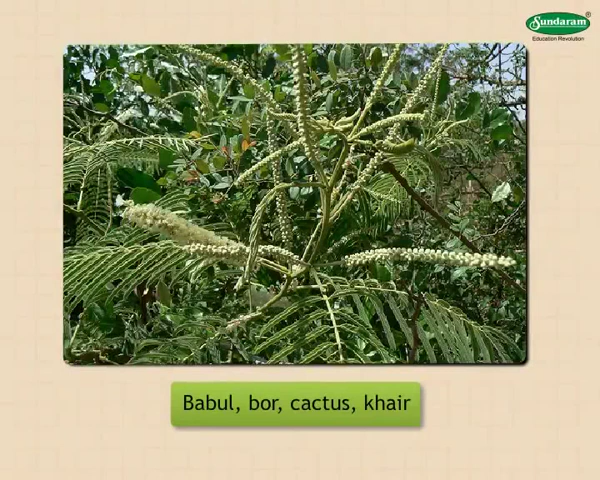 Sundaram®
Education Revolution
Babul, bor, cactus, khair